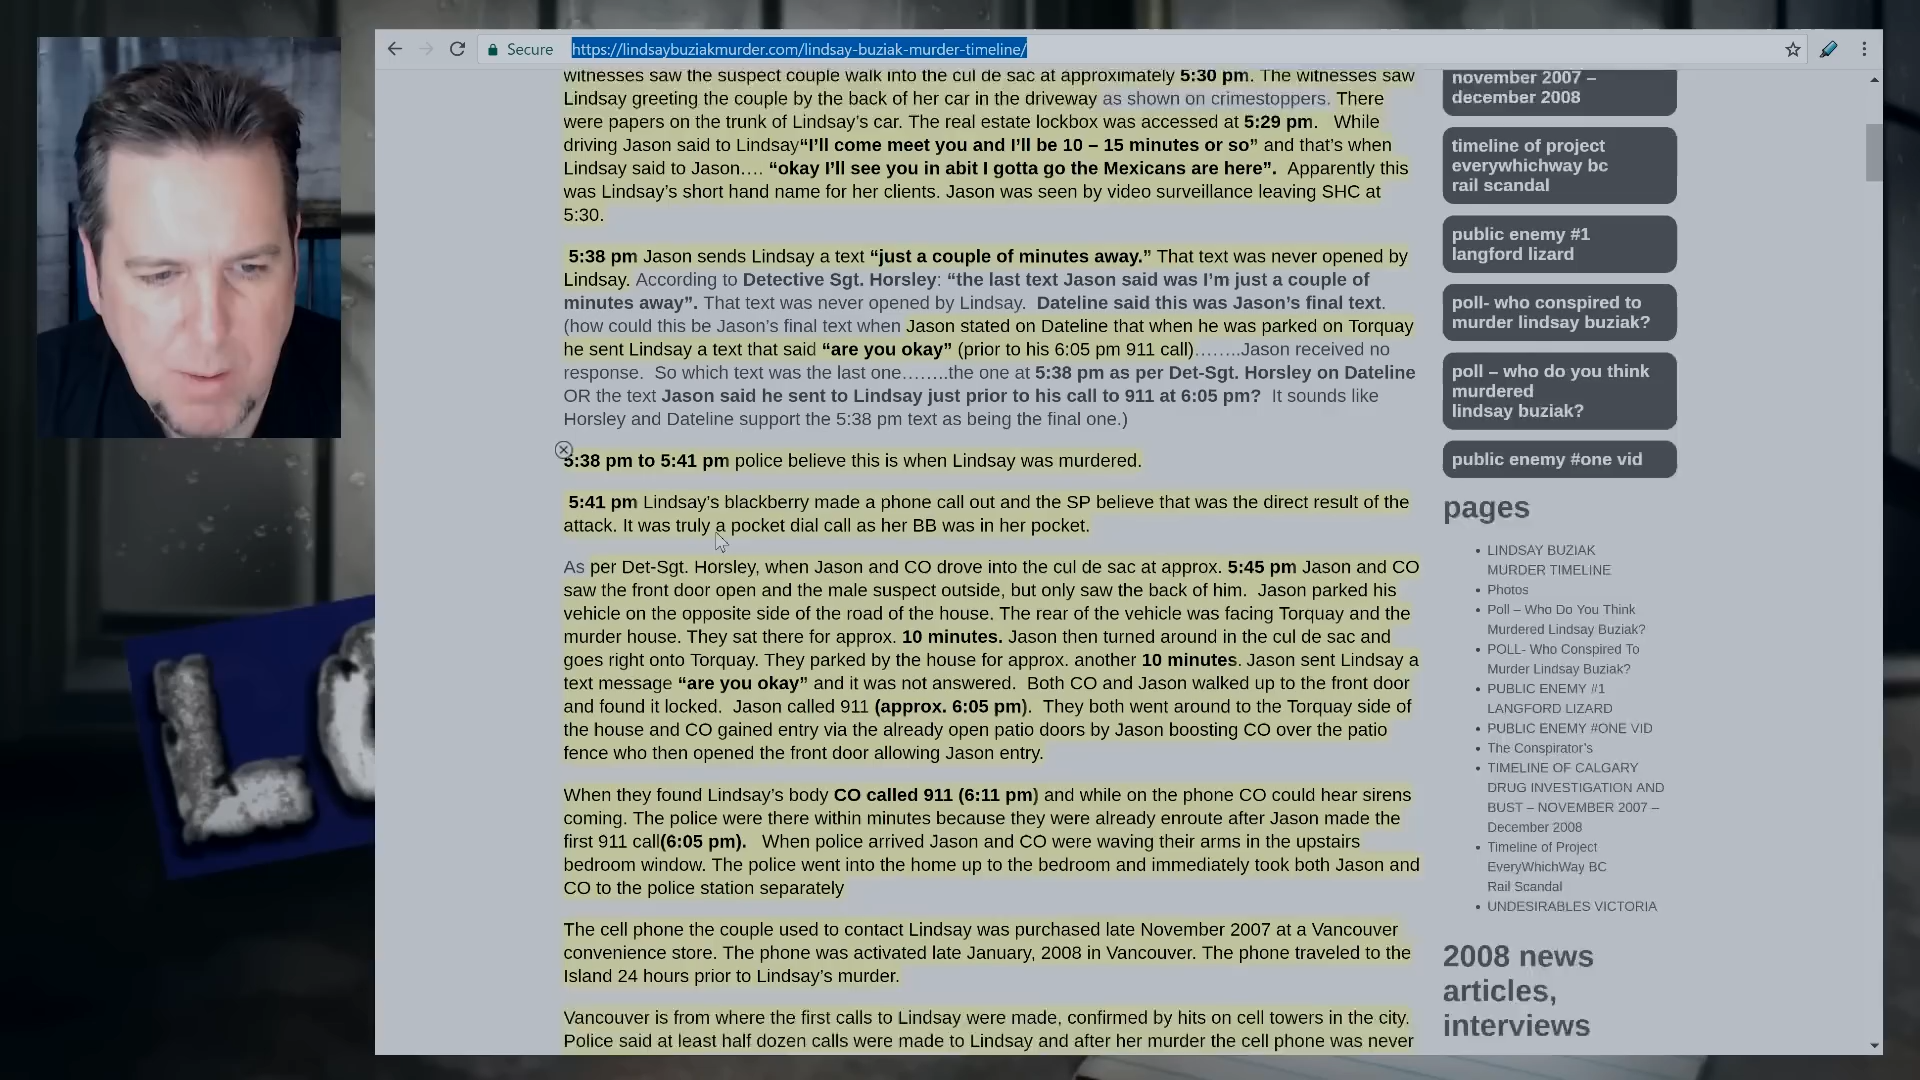 Secure
https://lindsaybuziakmurder.com/lindsay-buziak-murder-timeline/
witnesses saw the suspect couple walk into the cul de sac at approximately 5:30 pm. The witnesses saw
Lindsay greeting the couple by the back of her car in the driveway as shown on crimestoppers. There
were papers on the trunk of Lindsay's car. The real estate lockbox was accessed at 5:29 pm. While
driving Jason said to Lindsay“I'll come meet you and I'll be 10 – 15 minutes or so” and that's when
Lindsay said to Jason…. “okay I'll see you in abit I gotta go the Mexicans are here”. Apparently this
was Lindsay's short hand name for her clients. Jason was seen by video surveillance leaving SHC at
5:30.
5:38 pm Jason sends Lindsay a text “just a couple of minutes away.” That text was never opened by
Lindsay. According to Detective Sgt. Horsley: “the last text Jason said was I'm just a couple of
minutes away”. That text was never opened by Lindsay. Dateline said this was Jason's final text.
(how could this be Jason's final text when Jason stated on Dateline that when he was parked on Torquay
he sent Lindsay a text that said “are you okay” (prior to his 6:05 pm 911 call)……..Jason received no
response. So which text was the last one……..the one at 5:38 pm as per Det-Sgt. Horsley on Dateline
OR the text Jason said he sent to Lindsay just prior to his call to 911 at 6:05 pm? It sounds like
Horsley and Dateline support the 5:38 pm text as being the final one.)
5:38 pm to 5:41 pm police believe this is when Lindsay was murdered.
5:41 pm Lindsay's blackberry made a phone call out and the SP believe that was the direct result of the
attack. It was truly a pocket dial call as her BB was in her pocket.
As per Det-Sgt. Horsley, when Jason and CO drove into the cul de sac at approx. 5:45 pm Jason and CO
saw the front door open and the male suspect outside, but only saw the back of him. Jason parked his
vehicle on the opposite side of the road of the house. The rear of the vehicle was facing Torquay and the
murder house. They sat there for approx. 10 minutes. Jason then turned around in the cul de sac and
goes right onto Torquay. They parked by the house for approx. another 10 minutes. Jason sent Lindsay a
text message “are you okay” and it was not answered. Both CO and Jason walked up to the front door
and found it locked. Jason called 911 (approx. 6:05 pm). They both went around to the Torquay side of
the house and CO gained entry via the already open patio doors by Jason boosting CO over the patio
fence who then opened the front door allowing Jason entry.
When they found Lindsay's body CO called 911 (6:11 pm) and while on the phone CO could hear sirens
coming. The police were there within minutes because they were already enroute after Jason made the
first 911 call(6:05 pm). When police arrived Jason and CO were waving their arms in the upstairs
bedroom window. The police went into the home up to the bedroom and immediately took both Jason and
CO to the police station separately
The cell phone the couple used to contact Lindsay was purchased late November 2007 at a Vancouver
convenience store. The phone was activated late January, 2008 in Vancouver. The phone traveled to the
Island 24 hours prior to Lindsay's murder.
Vancouver is from where the first calls to Lindsay were made, confirmed by hits on cell towers in the city.
Police said at least half dozen calls were made to Lindsay and after her murder the cell phone was never
november 2007 –
december 2008
timeline of project
everywhichway bc
rail scandal
public enemy #1
langford lizard
poll- who conspired to
murder lindsay buziak?
poll – who do you think
murdered
lindsay buziak?
public enemy #one vid
pages
LINDSAY BUZIAK
MURDER TIMELINE
Photos
Poll – Who Do You Think
Murdered Lindsay Buziak?
POLL- Who Conspired To
Murder Lindsay Buziak?
PUBLIC ENEMY #1
LANGFORD LIZARD
PUBLIC ENEMY #ONE VID
The Conspirator's
TIMELINE OF CALGARY
DRUG INVESTIGATION AND
BUST – NOVEMBER 2007 –
December 2008
Timeline of Project
EveryWhichWay BC
Rail Scandal
UNDESIRABLES VICTORIA
2008 news
articles,
interviews